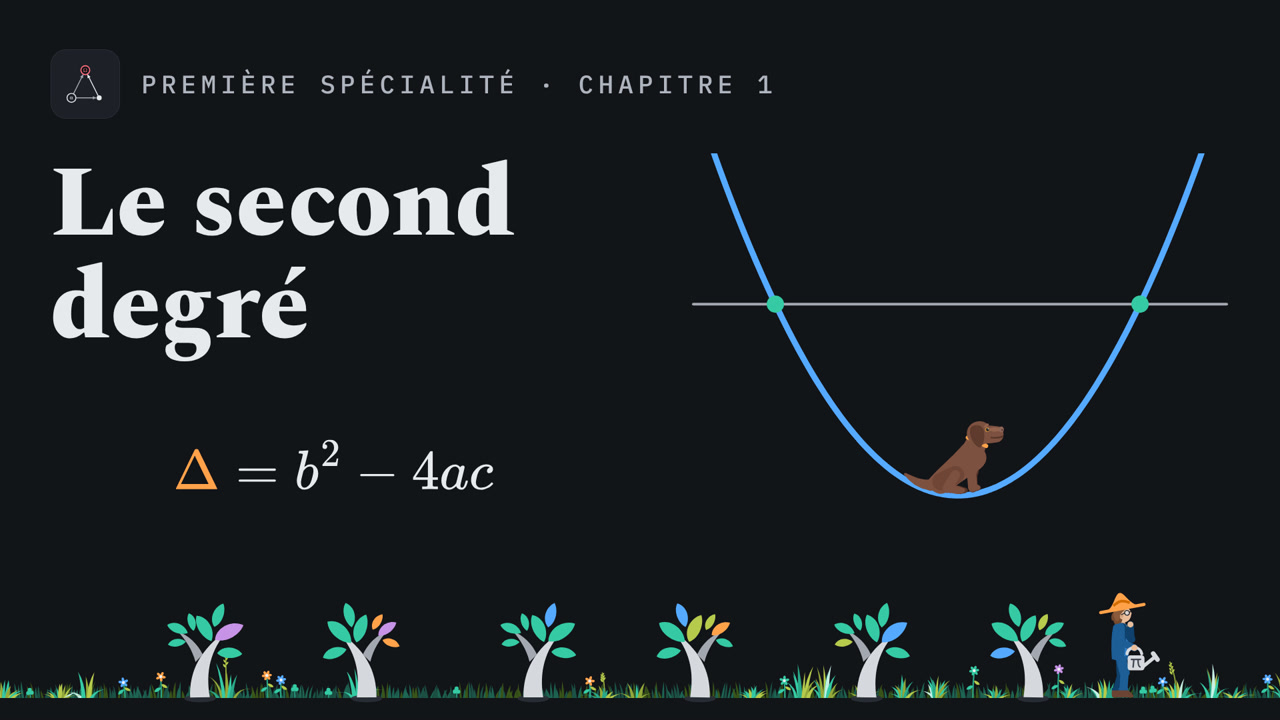 PREMIÈRE SPÉCIALITÉ · CHAPITRE 1
Le second
degré
Δ = b² − 4ac
π